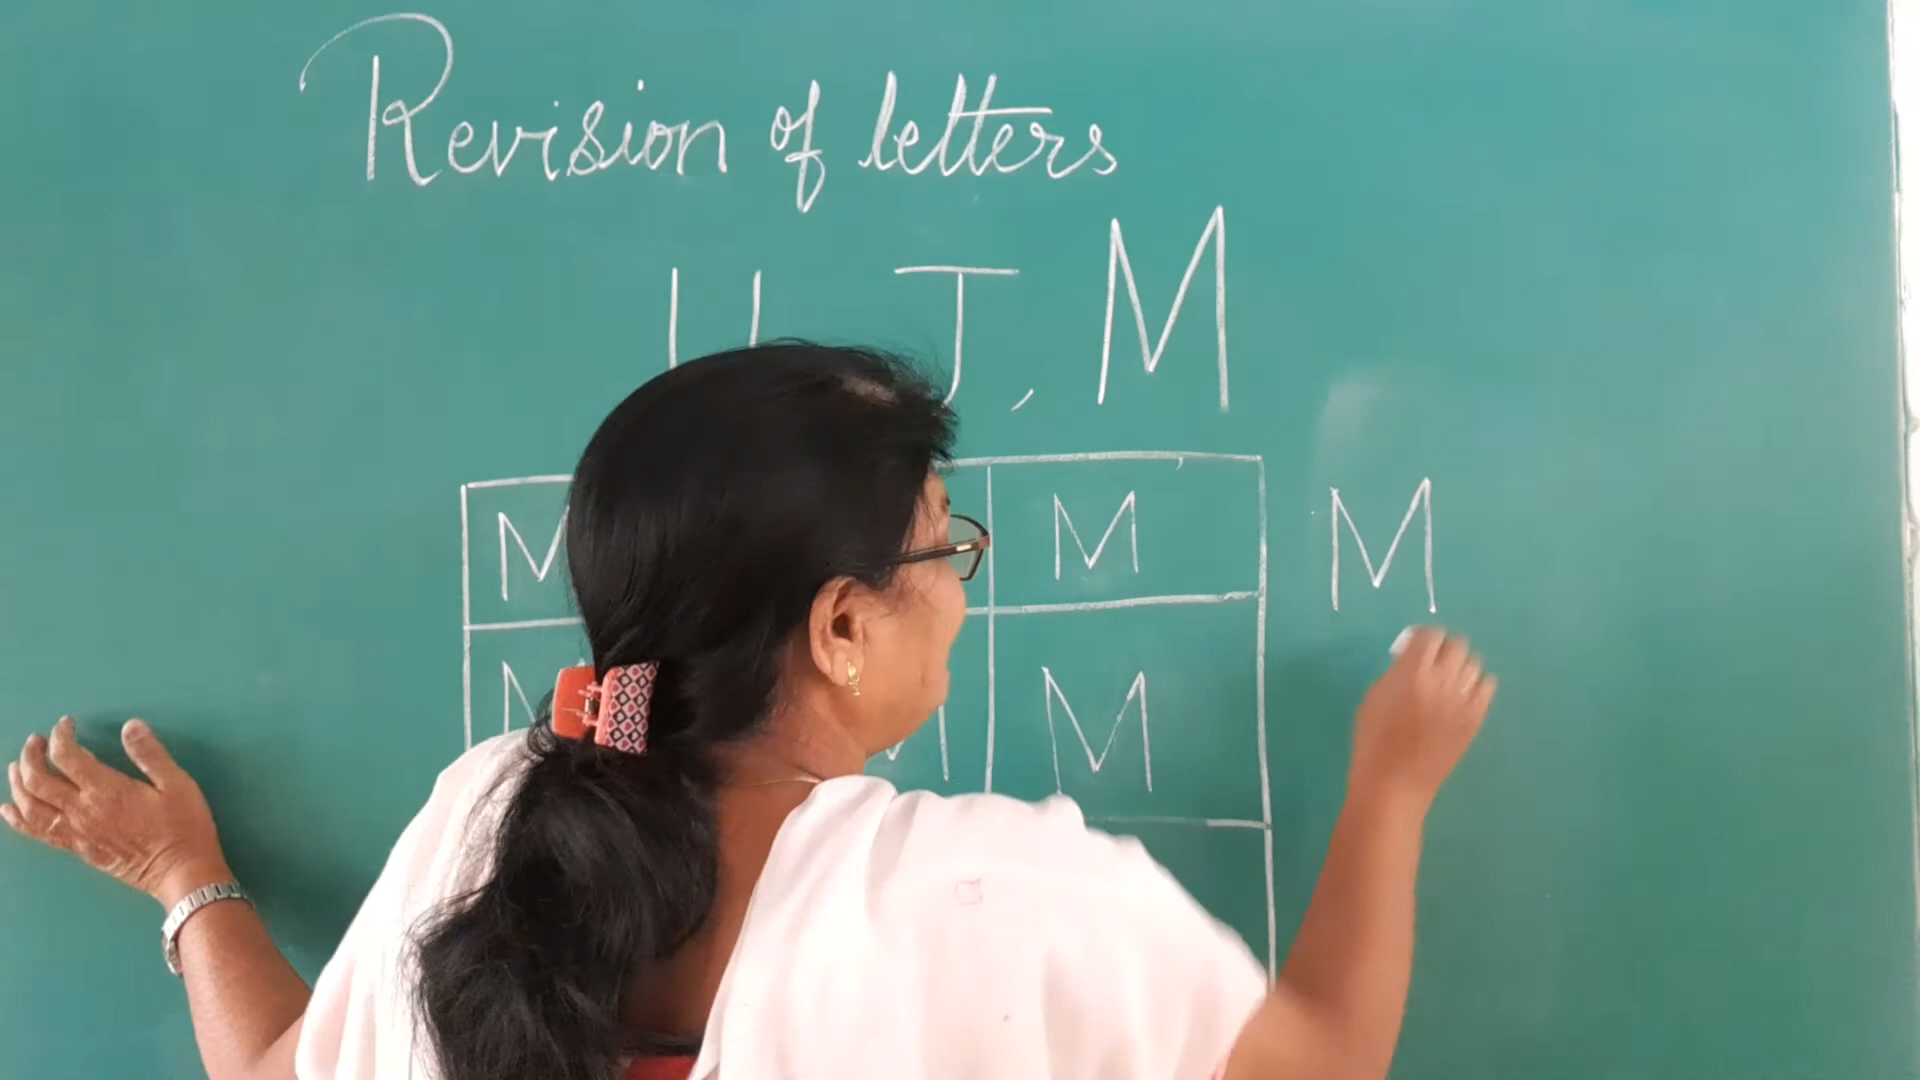 Revision of letters
J, M
M M M
M M